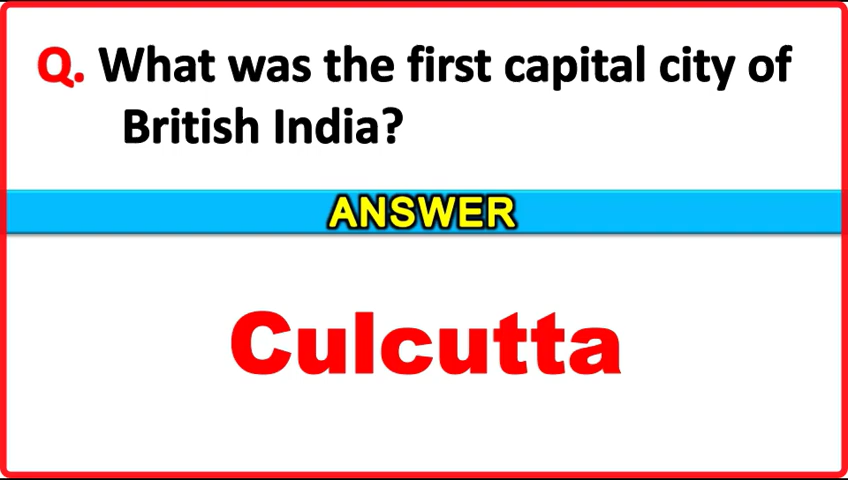 Q. What was the first capital city of
British India?
ANSWER
Culcutta